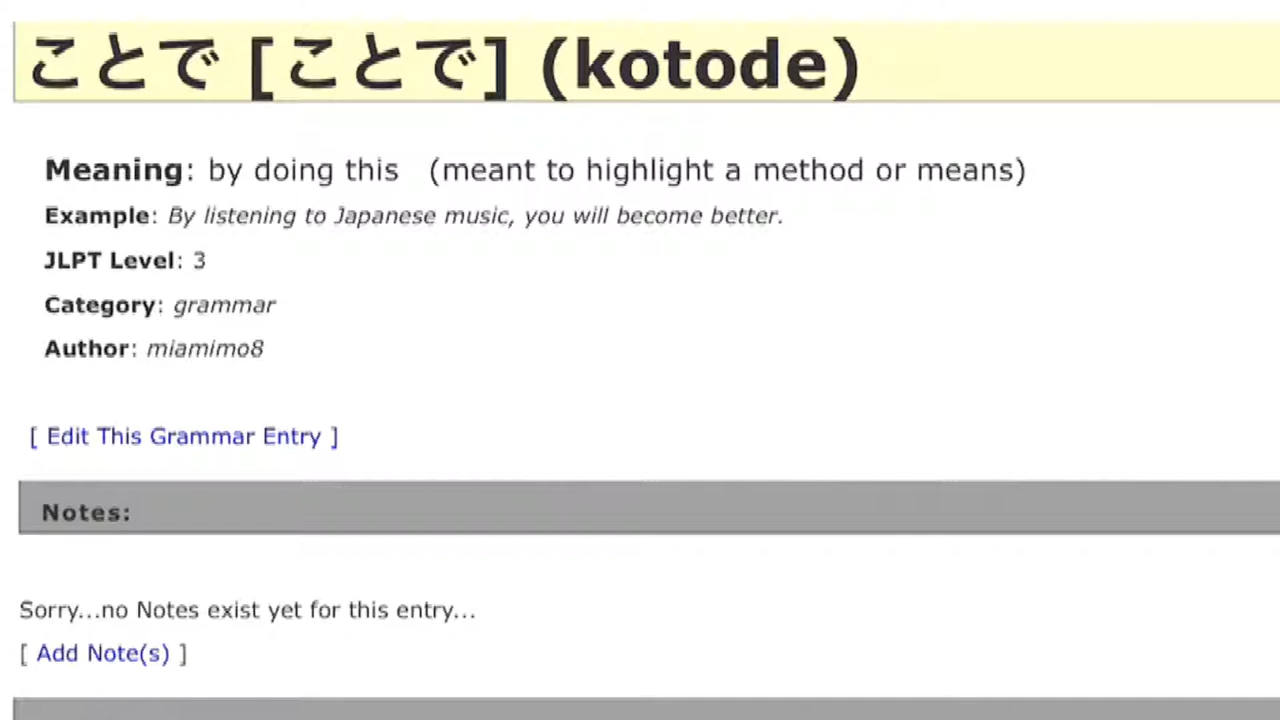 ことで [ことで] (kotode)
Meaning: by doing this (meant to highlight a method or means)
Example: By listening to Japanese music, you will become better.
JLPT Level: 3
Category: grammar
Author: miamimo8
[ Edit This Grammar Entry ]
Notes:
Sorry...no Notes exist yet for this entry...
[ Add Note(s) ]